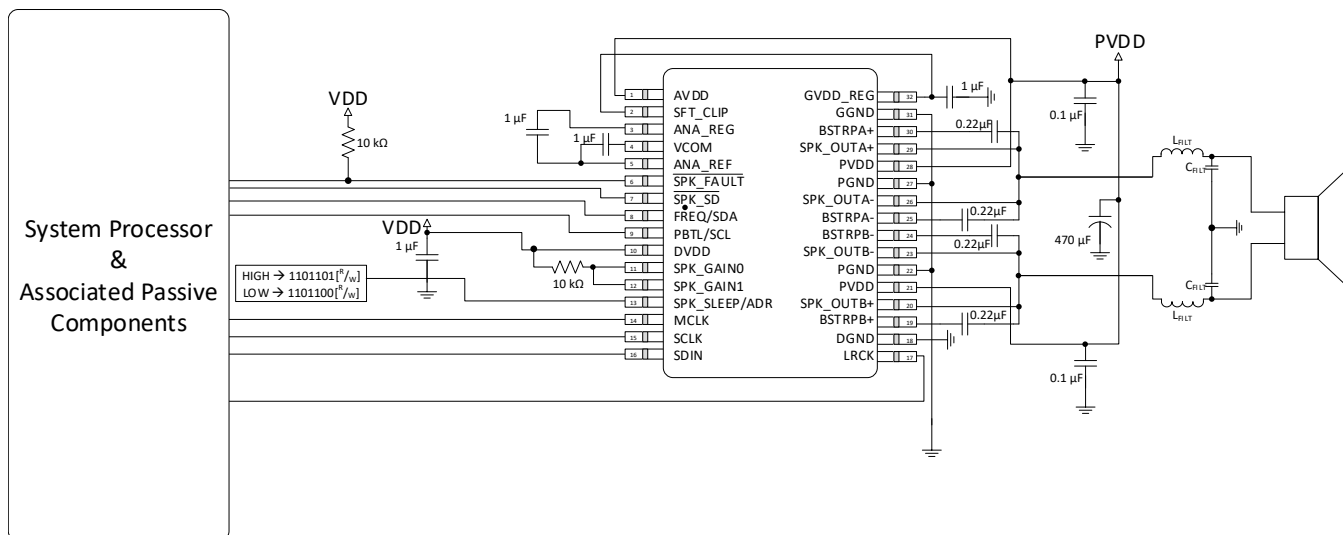 System Processor
&
Associated Passive
Components
VDD
10 kΩ
VDD
1 µF
HIGH → 1101101[R/W]
LOW → 1101100[R/W]
1 µF
1 µF
10 kΩ
1 AVDD
2 SFT_CLIP
3 ANA_REG
4 VCOM
5 ANA_REF
6 SPK_FAULT
7 SPK_SD
8 FREQ/SDA
9 PBTL/SCL
10 DVDD
11 SPK_GAIN0
12 SPK_GAIN1
13 SPK_SLEEP/ADR
14 MCLK
15 SCLK
16 SDIN
GVDD_REG 32
GGND 31
BSTRPA+ 30
SPK_OUTA+ 29
PVDD 28
PGND 27
SPK_OUTA- 26
BSTRPA- 25
BSTRPB- 24
SPK_OUTB- 23
PGND 22
PVDD 21
SPK_OUTB+ 20
BSTRPB+ 19
DGND 18
LRCK 17
1 µF
0.22µF
0.22µF
0.22µF
0.22µF
PVDD
0.1 µF
470 µF
0.1 µF
LFILT
CFILT
CFILT
LFILT